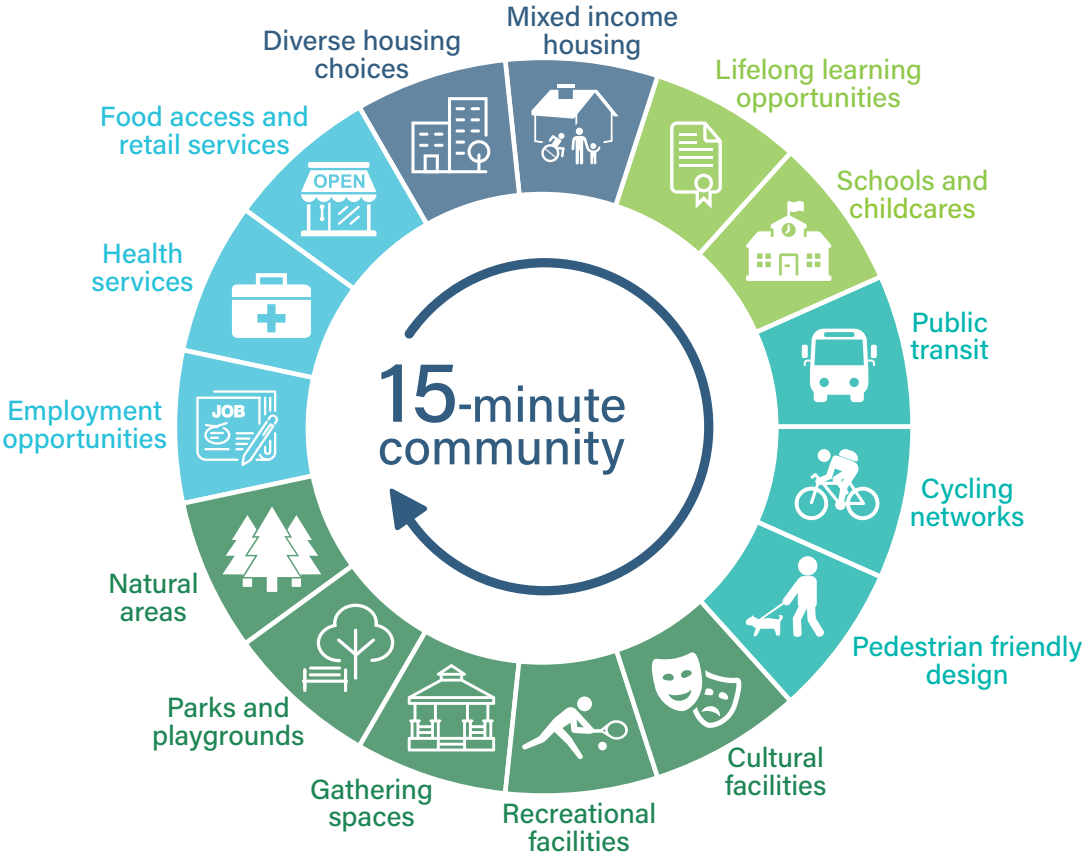 Mixed income
housing
Lifelong learning
opportunities
Schools and
childcares
Public
transit
Cycling
networks
Pedestrian friendly
design
Cultural
facilities
Recreational
facilities
Gathering
spaces
Parks and
playgrounds
Natural
areas
Employment
opportunities
JOB
Health
services
Food access and
retail services
OPEN
Diverse housing
choices
15-minute
community